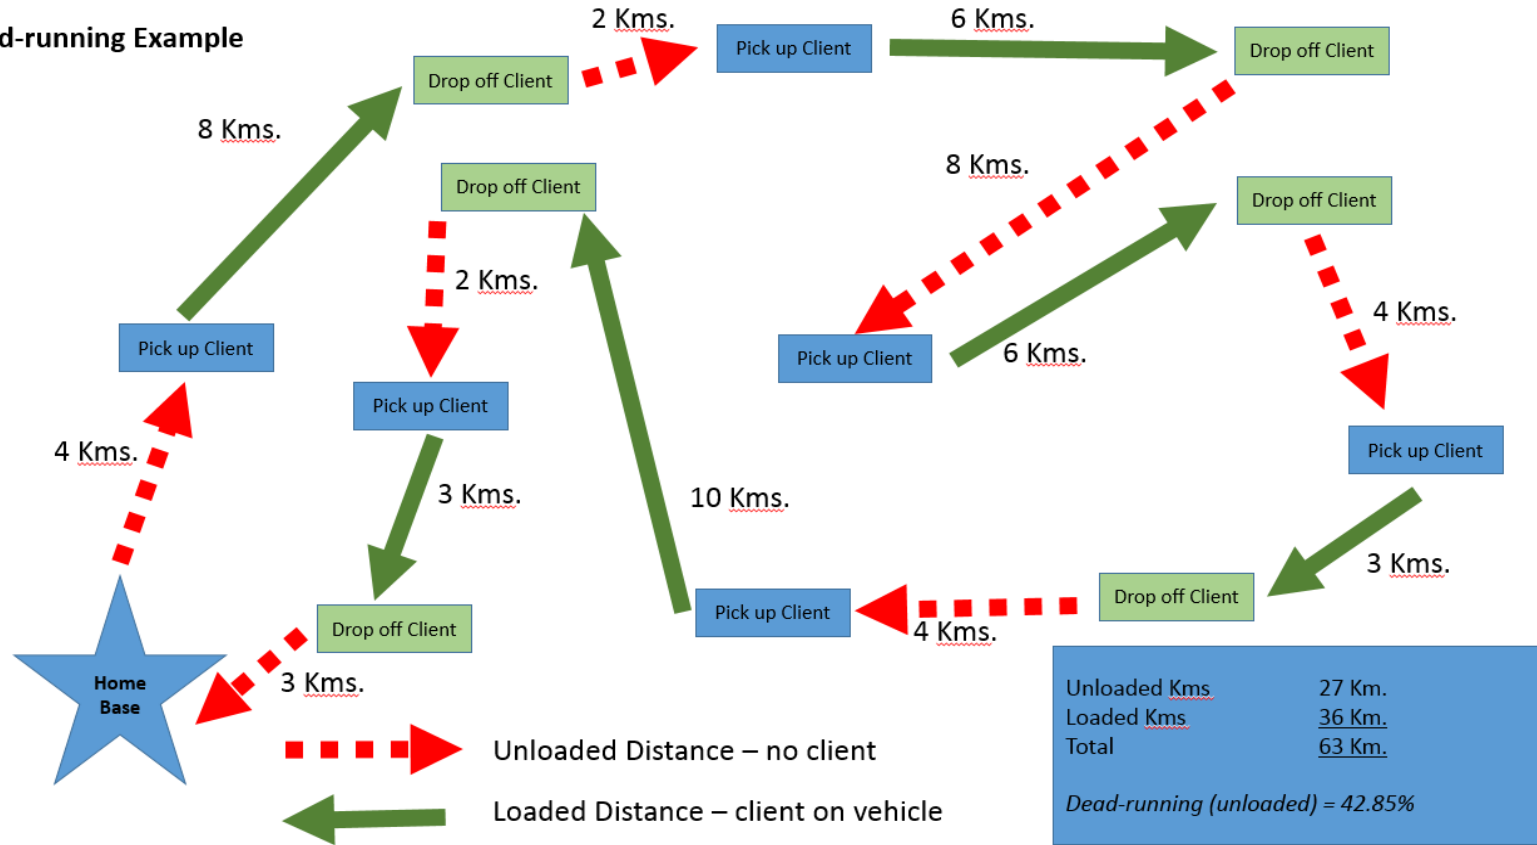 d-running Example
2 Kms.
Pick up Client
6 Kms.
Drop off Client
Drop off Client
8 Kms.
8 Kms.
Drop off Client
Drop off Client
2 Kms.
4 Kms.
Pick up Client
Pick up Client
6 Kms.
Pick up Client
4 Kms.
Pick up Client
3 Kms.
10 Kms.
3 Kms.
Drop off Client
Pick up Client
4 Kms.
Drop off Client
Home
Base
3 Kms.
Unloaded Kms 27 Km.
Loaded Kms 36 Km.
Total 63 Km.
Dead-running (unloaded) = 42.85%
Unloaded Distance – no client
Loaded Distance – client on vehicle